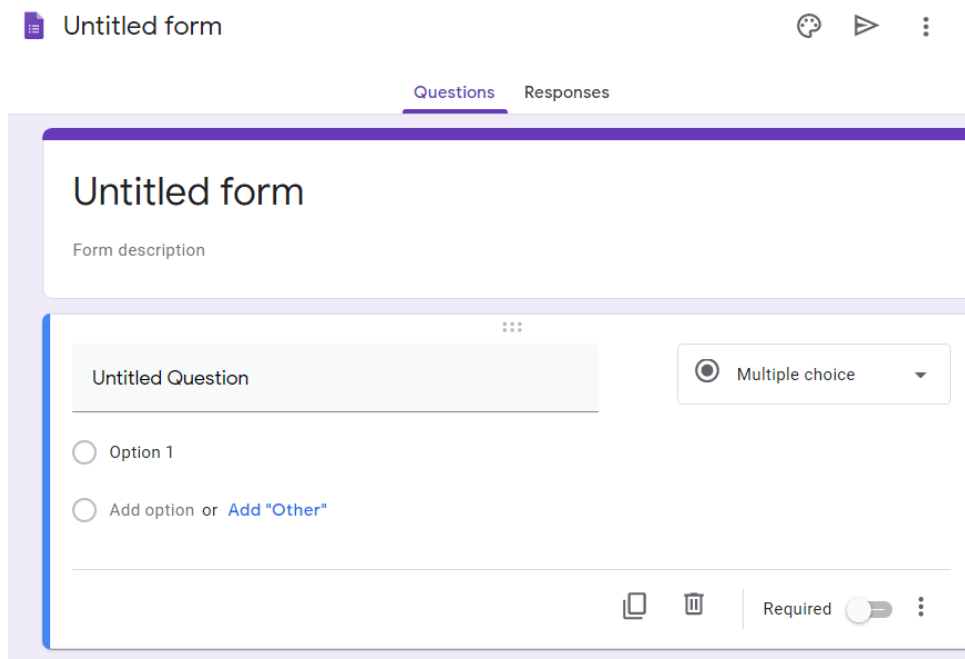 Untitled form
Questions Responses
Untitled form
Form description
Untitled Question Multiple choice
Option 1
Add option or Add "Other"
Required